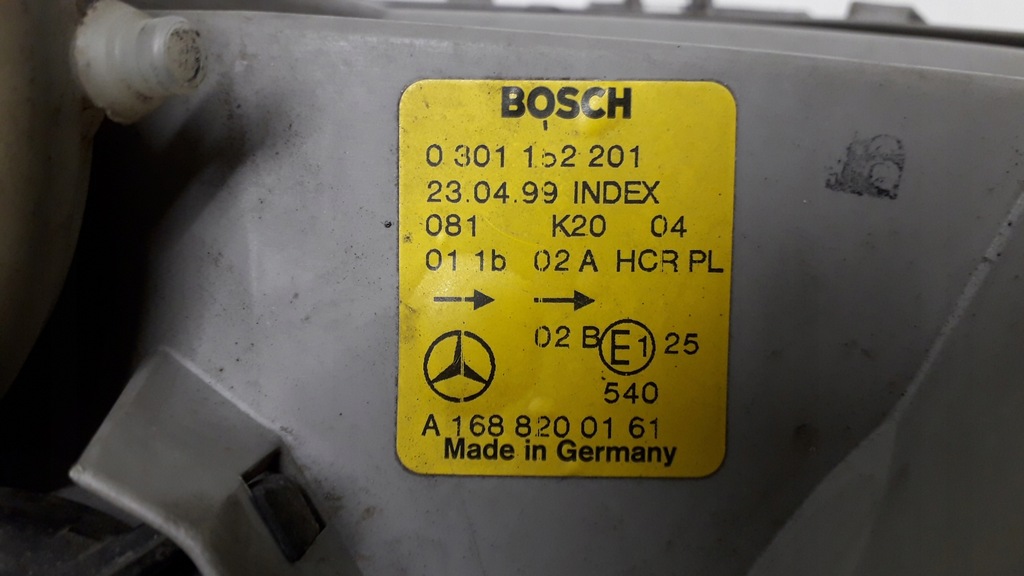 BOSCH
0 301 152 201
23.04.99 INDEX
081 K20 04
01 1b 02 A HCR PL
02 B E1 25
540
A 168 820 01 61
Made in Germany